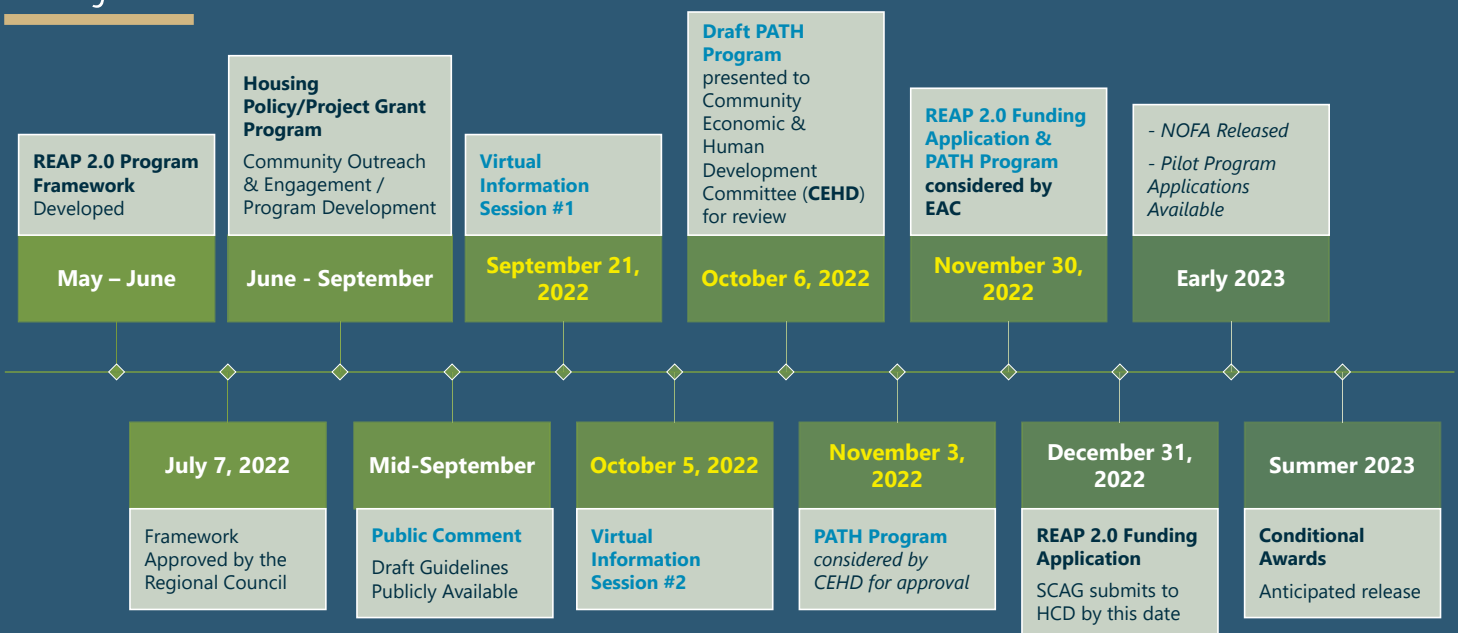 REAP 2.0 Program
Framework
Developed
May – June
Housing
Policy/Project Grant
Program
Community Outreach
& Engagement /
Program Development
June - September
Virtual
Information
Session #1
September 21,
2022
Draft PATH
Program
presented to
Community
Economic &
Human
Development
Committee (CEHD)
for review
October 6, 2022
REAP 2.0 Funding
Application &
PATH Program
considered by
EAC
November 30,
2022
- NOFA Released
- Pilot Program
Applications
Available
Early 2023
July 7, 2022
Framework
Approved by the
Regional Council
Mid-September
Public Comment
Draft Guidelines
Publicly Available
October 5, 2022
Virtual
Information
Session #2
November 3,
2022
PATH Program
considered by
CEHD for approval
December 31,
2022
REAP 2.0 Funding
Application
SCAG submits to
HCD by this date
Summer 2023
Conditional
Awards
Anticipated release